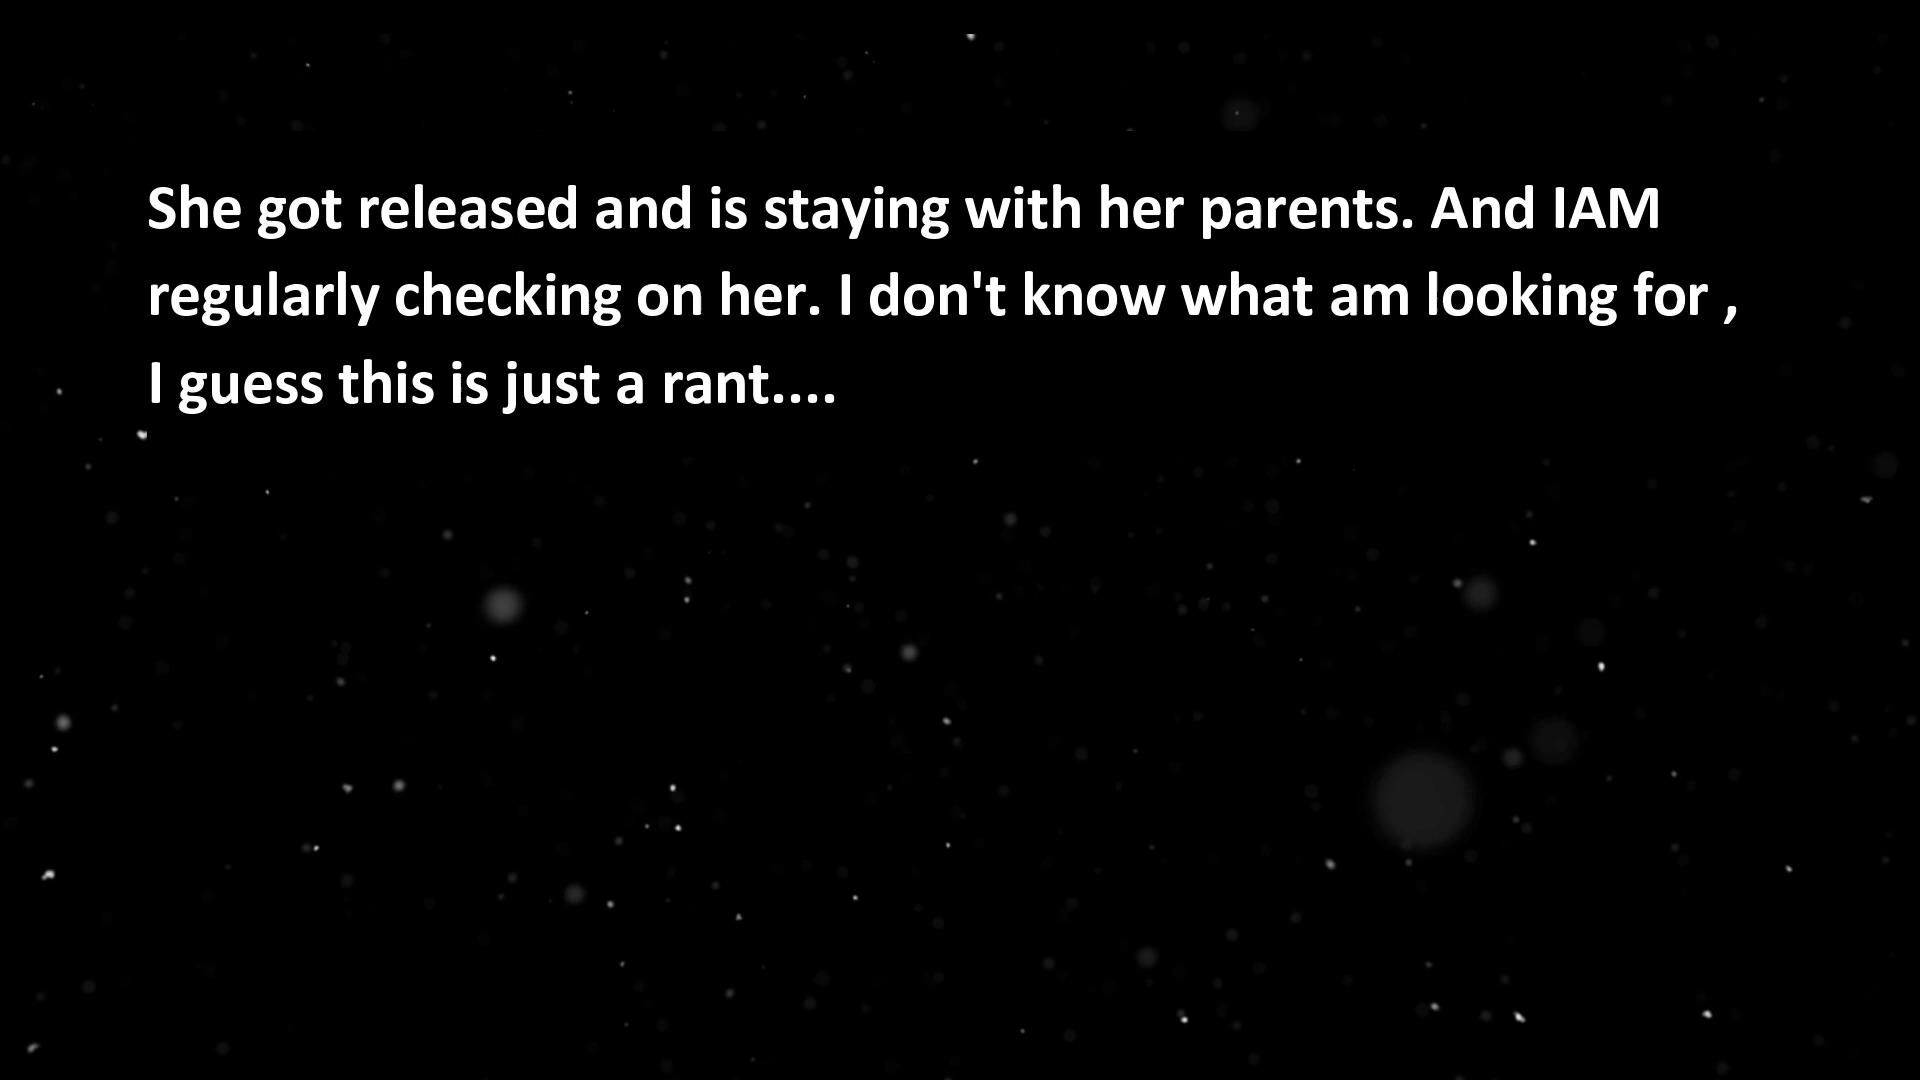 She got released and is staying with her parents. And IAM
regularly checking on her. I don't know what am looking for ,
I guess this is just a rant....